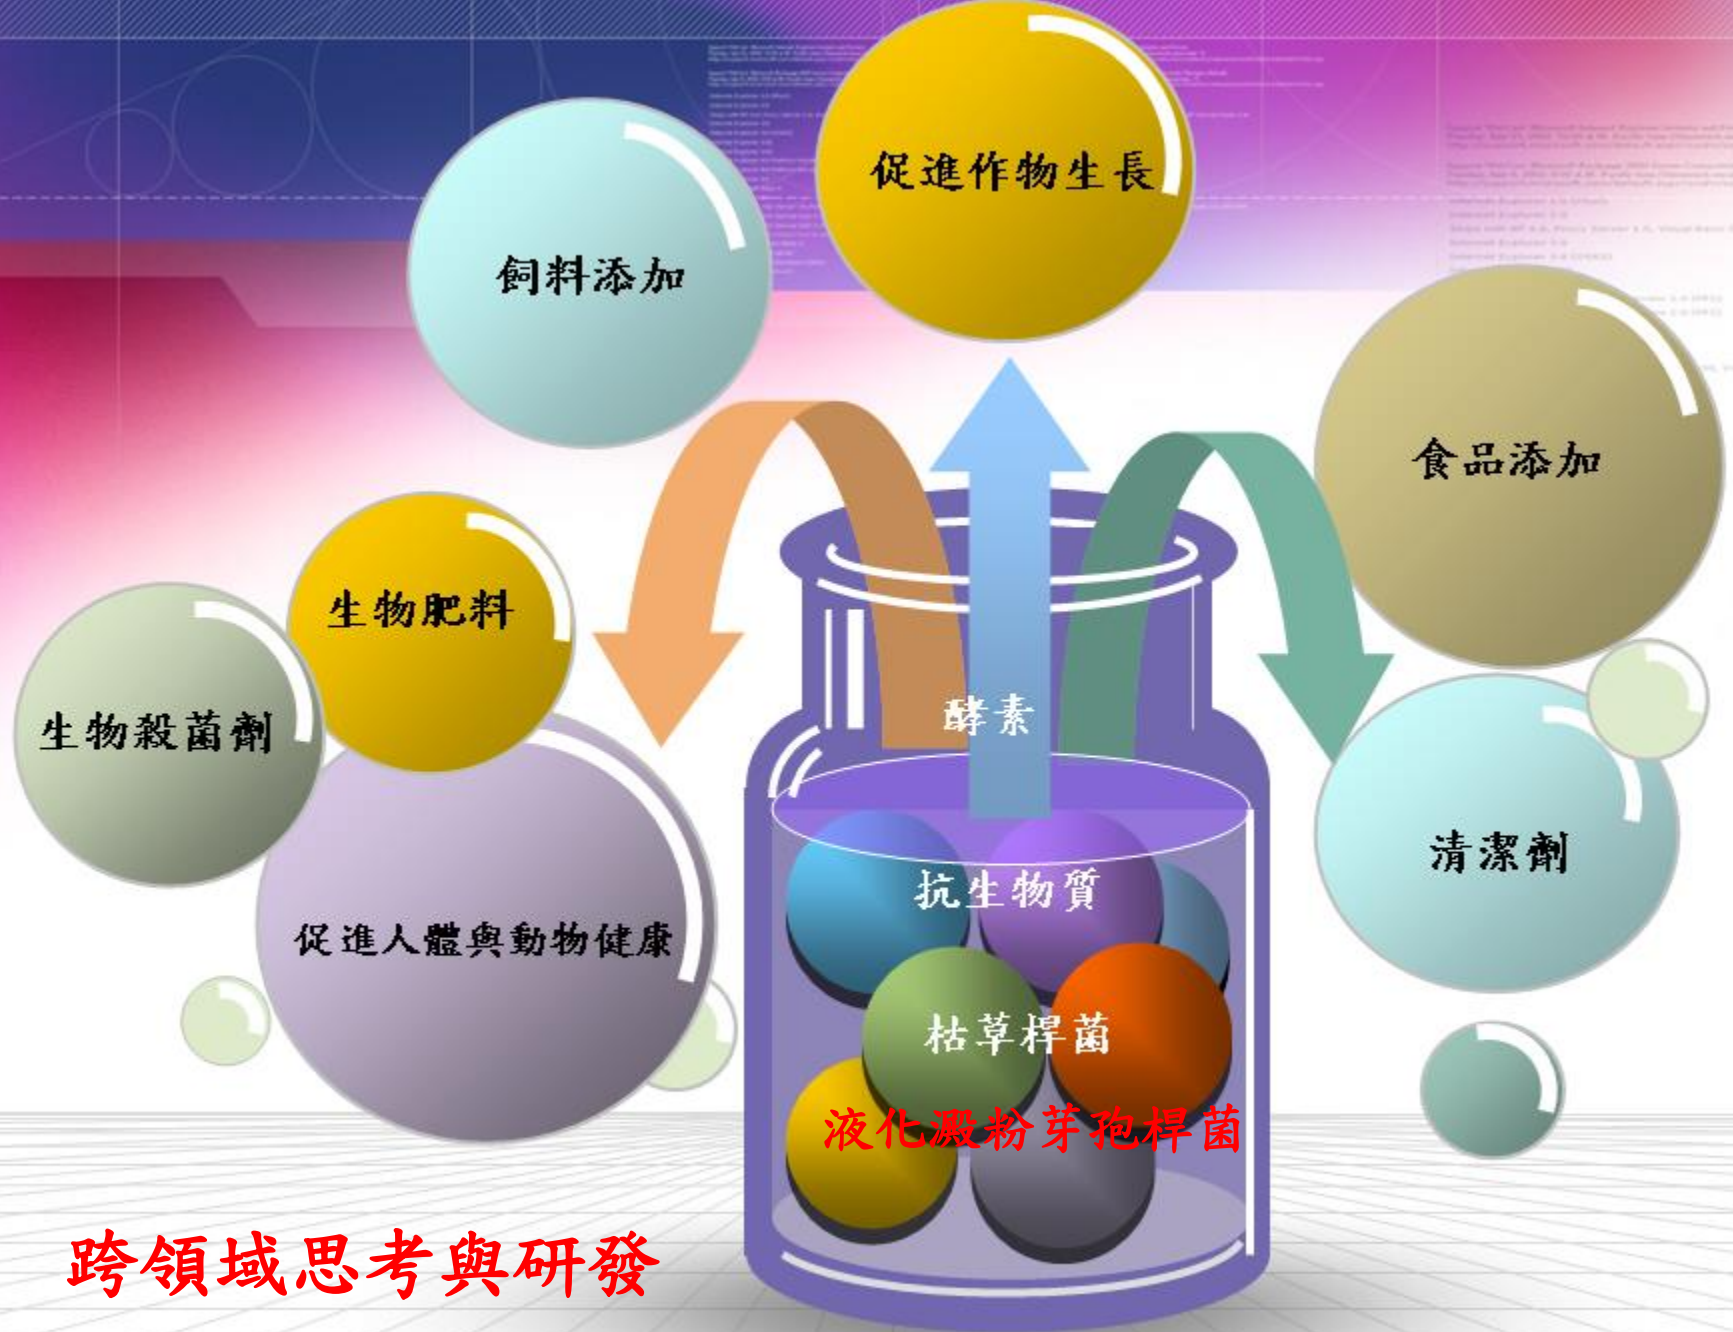 促進作物生長
飼料添加
食品添加
生物肥料
生物殺菌劑
酵素
清潔劑
抗生物質
促進人體與動物健康
枯草桿菌
液化澱粉芽孢桿菌
跨領域思考與研發